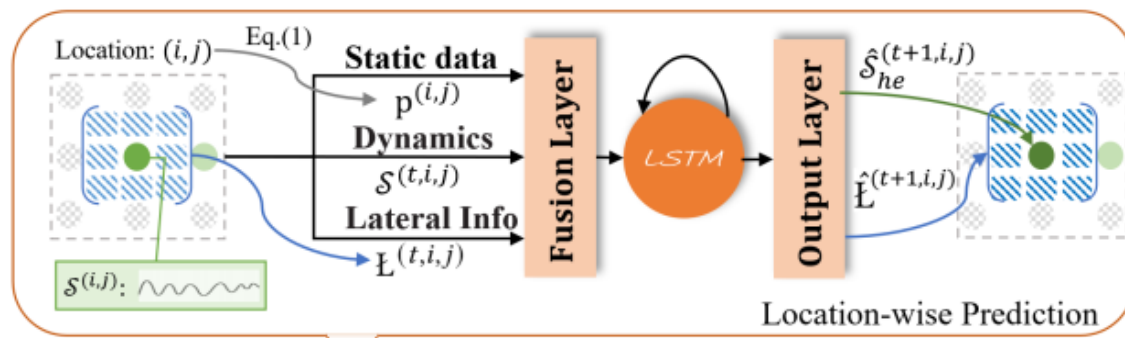 Location: (i,j)
Eq.(1)
Static data
p^(i,j)
Dynamics
𝒮^(t,i,j)
Lateral Info
Ł^(t,i,j)
𝒮^(i,j):
Fusion Layer
LSTM
Output Layer
𝒮̂_he^(t+1,i,j)
Ł̂^(t+1,i,j)
Location-wise Prediction